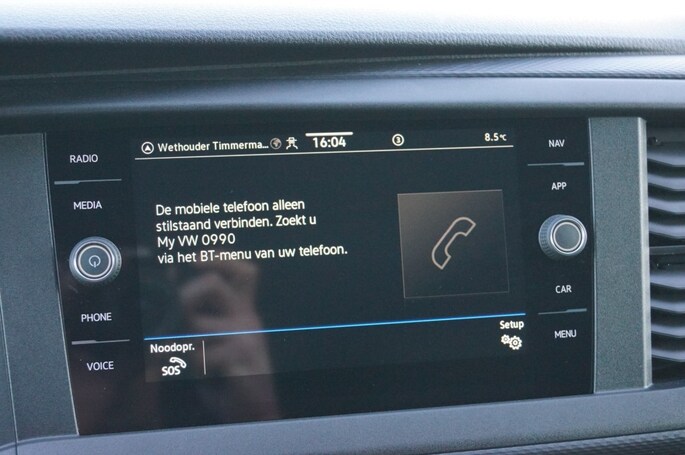 RADIO
MEDIA
PHONE
VOICE
Wethouder Timmerma... 16:04 3 8.5°C
De mobiele telefoon alleen
stilstaand verbinden. Zoekt u
My VW 0990
via het BT-menu van uw telefoon.
Noodopr.
SOS
Setup
NAV
APP
CAR
MENU